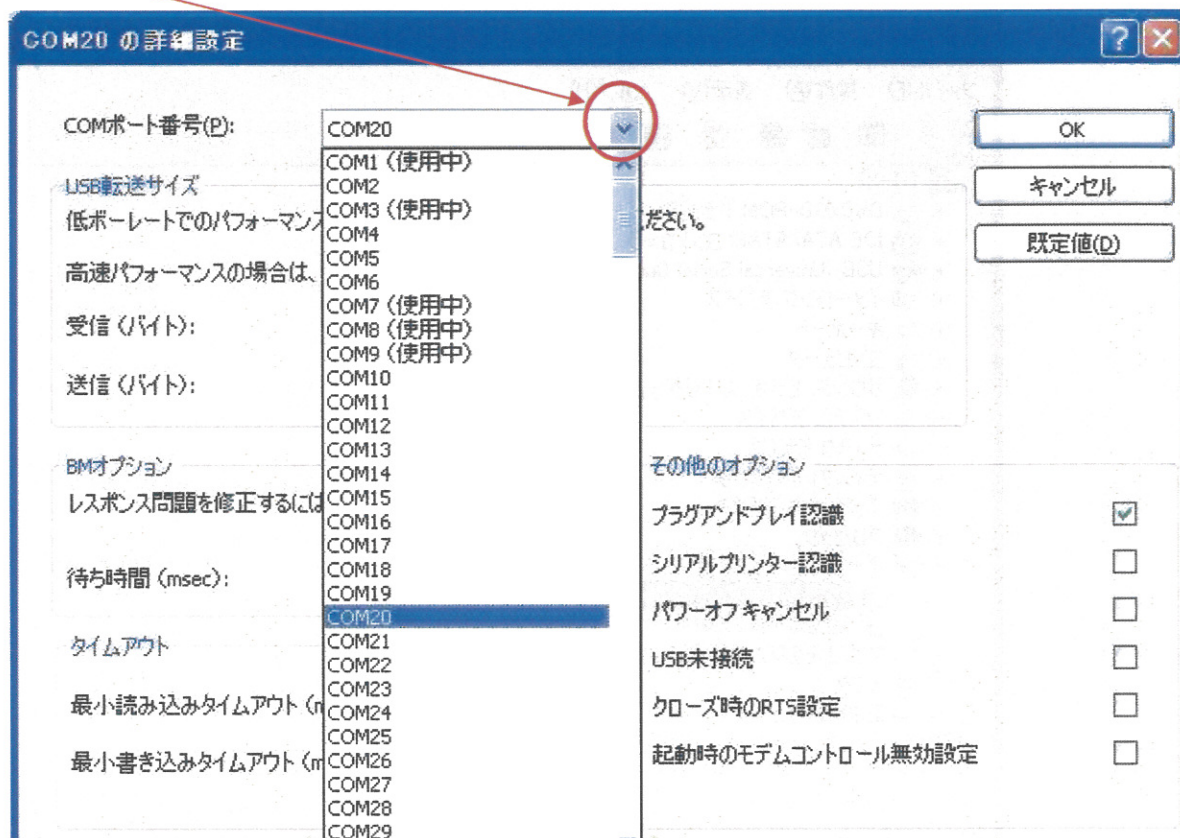 COM20 の詳細設定
COMポート番号(P):
COM20
OK
キャンセル
既定値(D)
COM1 (使用中)
COM2
COM3 (使用中)
COM4
COM5
COM6
COM7 (使用中)
COM8 (使用中)
COM9 (使用中)
COM10
COM11
COM12
COM13
COM14
COM15
COM16
COM17
COM18
COM19
COM20
COM21
COM22
COM23
COM24
COM25
COM26
COM27
COM28
COM29
USB転送サイズ
低ボーレートでのパフォーマンス ください。
高速パフォーマンスの場合は、
受信 (バイト):
送信 (バイト):
BMオプション
レスポンス問題を修正するには
待ち時間 (msec):
タイムアウト
最小読み込みタイムアウト (m
最小書き込みタイムアウト (m
その他のオプション
プラグアンドプレイ認識
シリアルプリンター認識
パワーオフ キャンセル
USB未接続
クローズ時のRTS設定
起動時のモデムコントロール無効設定